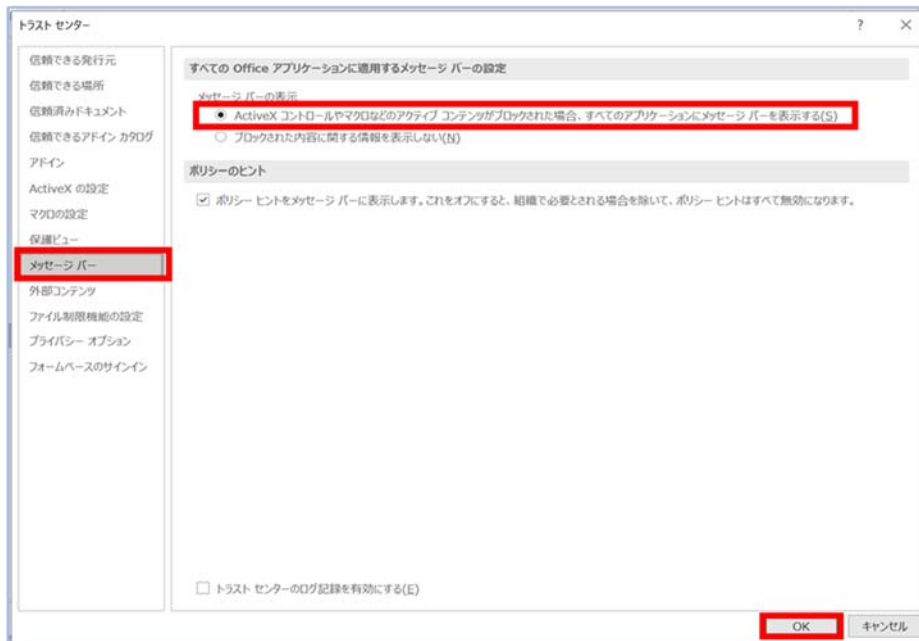 トラスト センター
信頼できる発行元
信頼できる場所
信頼済みドキュメント
信頼できるアドイン カタログ
アドイン
ActiveX の設定
マクロの設定
保護ビュー
メッセージ バー
外部コンテンツ
ファイル制限機能の設定
プライバシー オプション
フォームベースのサインイン
すべての Office アプリケーションに適用するメッセージ バーの設定
メッセージ バーの表示
ActiveX コントロールやマクロなどのアクティブ コンテンツがブロックされた場合、すべてのアプリケーションにメッセージ バーを表示する(S)
ブロックされた内容に関する情報を表示しない(N)
ポリシーのヒント
ポリシー ヒントをメッセージ バーに表示します。これをオフにすると、組織で必要とされる場合を除いて、ポリシー ヒントはすべて無効になります。
トラスト センターのログ記録を有効にする(E)
OK
キャンセル